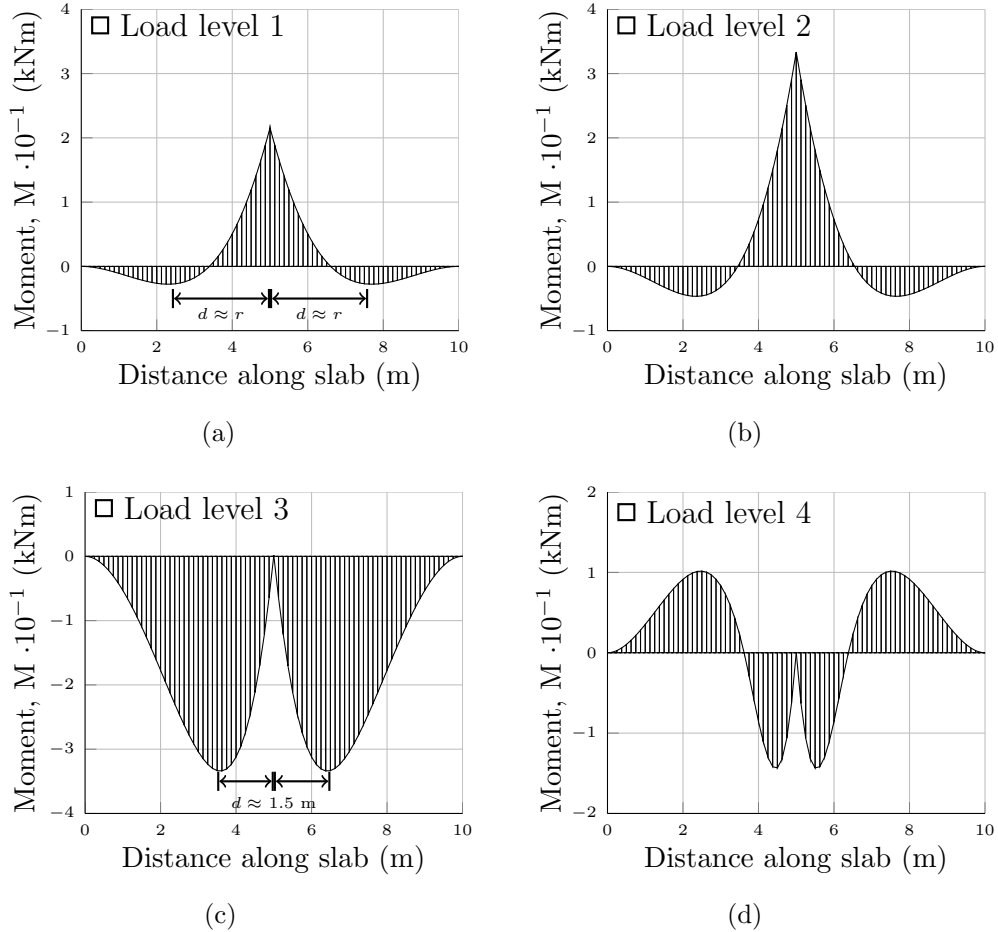 Load level 1
4
3
2
1
0
−1
Moment, M ·10⁻¹ (kNm)
d ≈ r
d ≈ r
0 2 4 6 8 10
Distance along slab (m)
(a)
Load level 2
4
3
2
1
0
−1
Moment, M ·10⁻¹ (kNm)
0 2 4 6 8 10
Distance along slab (m)
(b)
Load level 3
1
0
−1
−2
−3
−4
Moment, M ·10⁻¹ (kNm)
d ≈ 1.5 m
0 2 4 6 8 10
Distance along slab (m)
(c)
Load level 4
2
1
0
−1
−2
Moment, M ·10⁻¹ (kNm)
0 2 4 6 8 10
Distance along slab (m)
(d)